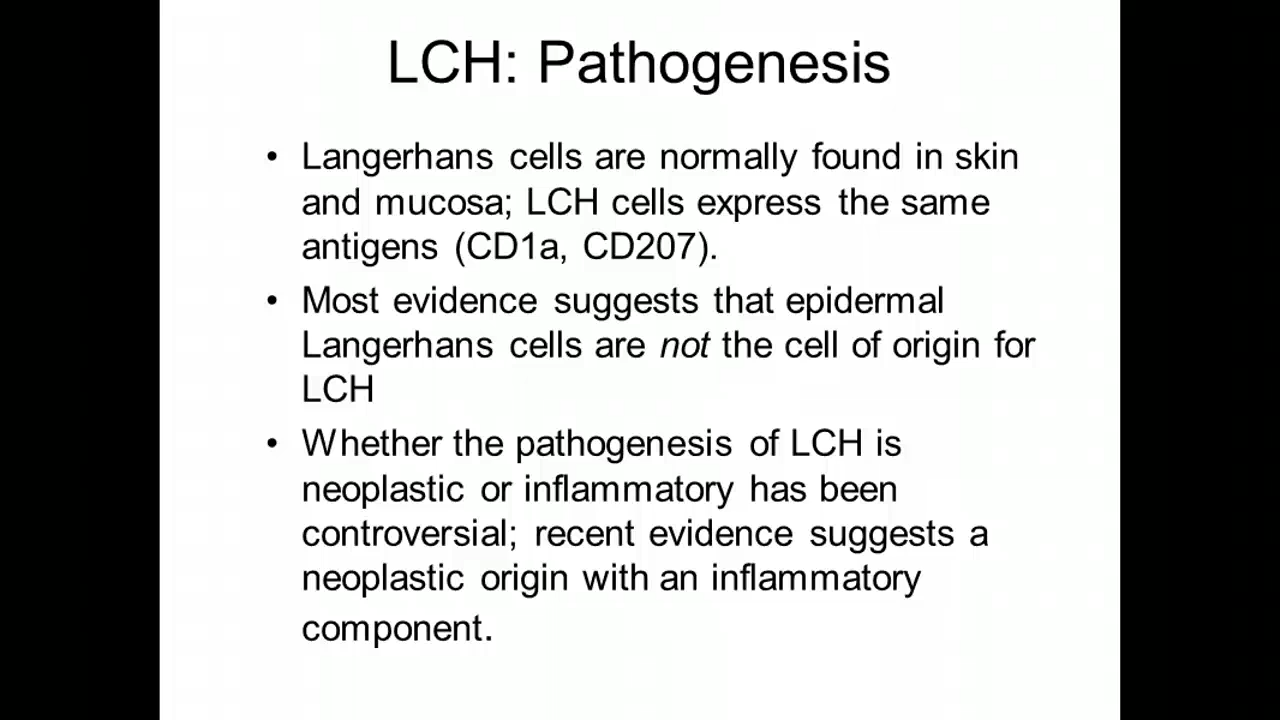 LCH: Pathogenesis
• Langerhans cells are normally found in skin
and mucosa; LCH cells express the same
antigens (CD1a, CD207).
• Most evidence suggests that epidermal
Langerhans cells are not the cell of origin for
LCH
• Whether the pathogenesis of LCH is
neoplastic or inflammatory has been
controversial; recent evidence suggests a
neoplastic origin with an inflammatory
component.